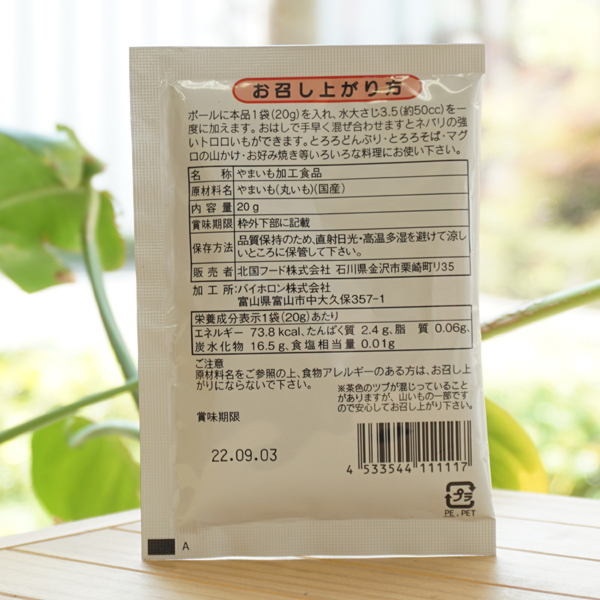 お召し上がり方
ボールに本品1袋(20g)を入れ、水大さじ3.5(約50cc)を一
度に加えます。おはしで手早く混ぜ合わせますとネバリの強
いトロロいもができます。とろろどんぶり・とろろそば・マグ
ロの山かけ・お好み焼き等いろいろな料理にお使い下さい。
名 称 やまいも加工食品
原材料名 やまいも(丸いも)(国産)
内容量 20g
賞味期限 枠外下部に記載
保存方法 品質保持のため、直射日光・高温多湿を避けて涼し
いところに保管して下さい。
販売者 北国フード株式会社 石川県金沢市栗崎町リ35
加工所:バイホロン株式会社
富山県富山市中大久保357-1
栄養成分表示1袋(20g)あたり
エネルギー 73.8kcal、たんぱく質 2.4g、脂 質 0.06g、
炭水化物 16.5g、食塩相当量 0.01g
ご注意
原材料名をご参照の上、食物アレルギーのある方は、お召し上
がりにならないで下さい。
※茶色のツブが混じっていること
がありますが、山いもの一部です
ので安心してお召し上がり下さい。
賞味期限
22.09.03
4 533544 111117
プラ
PE、PET
A